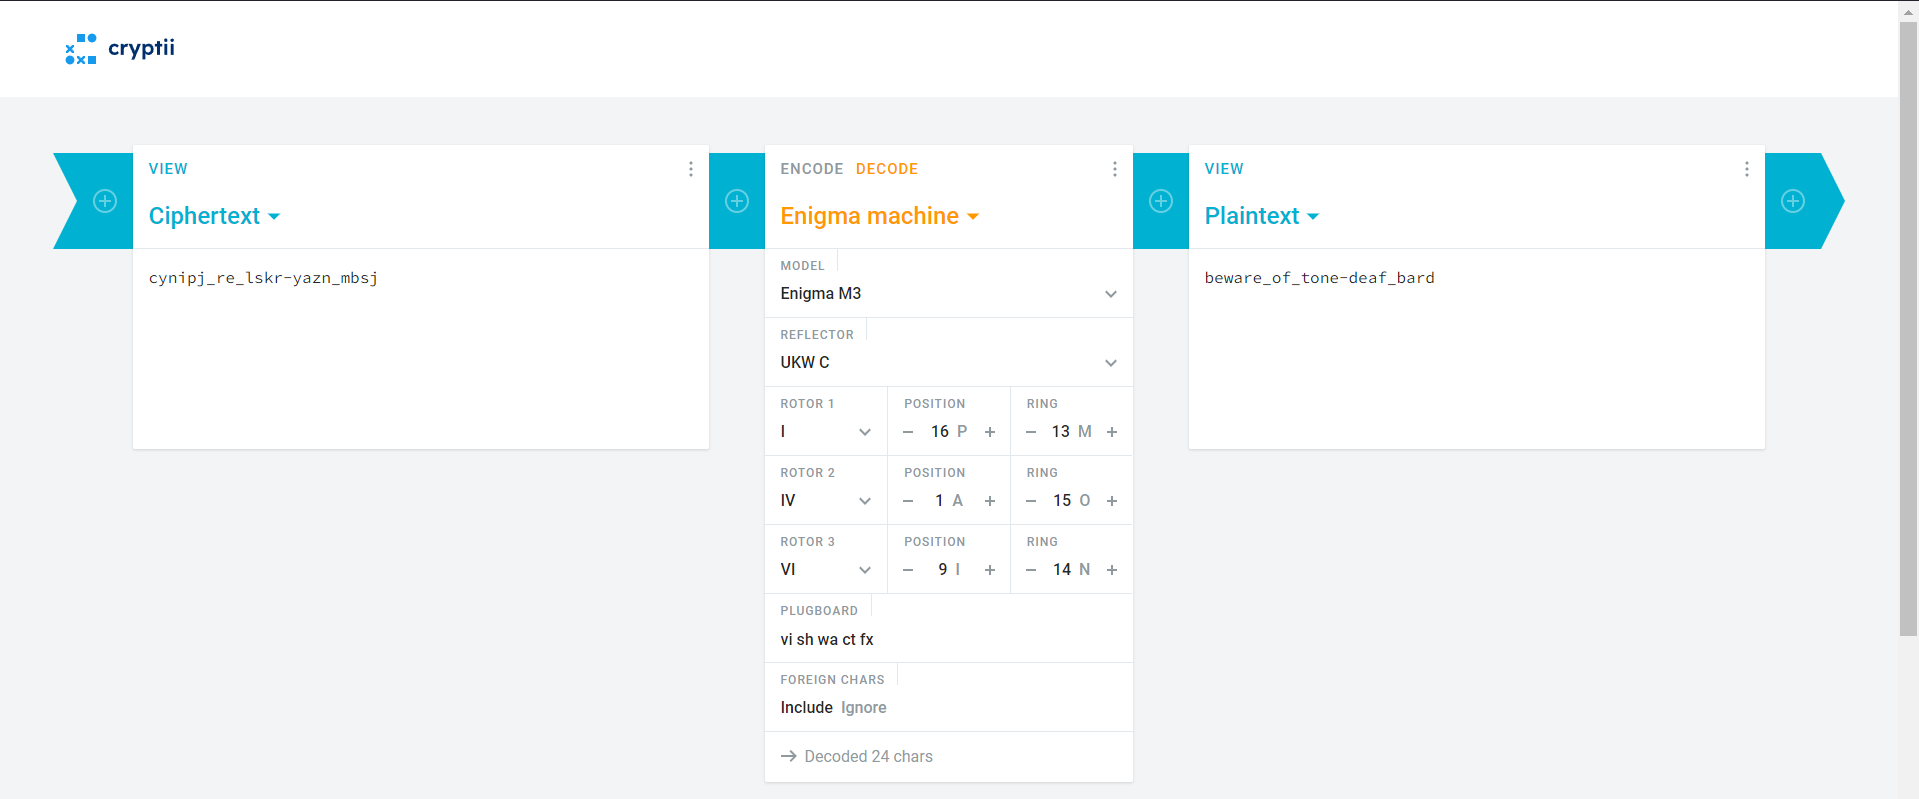 cryptii
VIEW
Ciphertext
cynipj_re_lskr-yazn_mbsj
ENCODE DECODE
Enigma machine
MODEL
Enigma M3
REFLECTOR
UKW C
ROTOR 1 POSITION RING
I − 16 P + − 13 M +
ROTOR 2 POSITION RING
IV − 1 A + − 15 O +
ROTOR 3 POSITION RING
VI − 9 I + − 14 N +
PLUGBOARD
vi sh wa ct fx
FOREIGN CHARS
Include Ignore
→ Decoded 24 chars
VIEW
Plaintext
beware_of_tone-deaf_bard